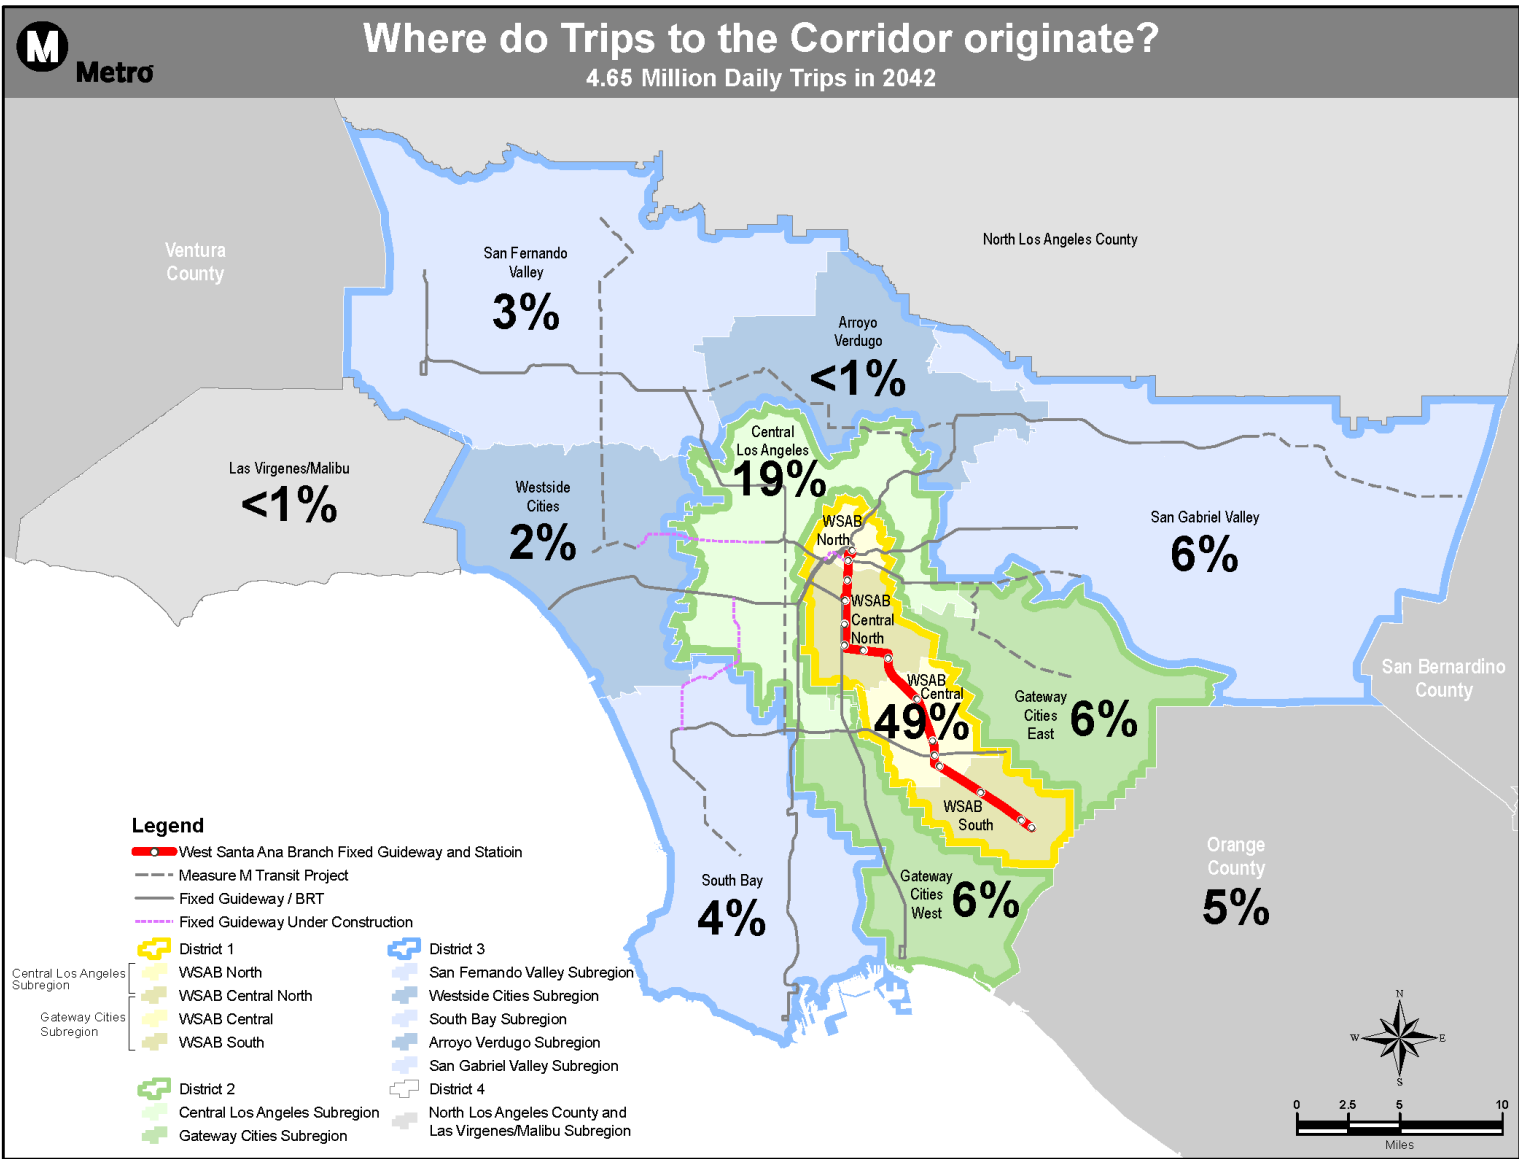 Where do Trips to the Corridor originate?
4.65 Million Daily Trips in 2042
M
Metro
Ventura
County
North Los Angeles County
San Fernando
Valley
3%
Arroyo
Verdugo
<1%
Central
Los Angeles
19%
Las Virgenes/Malibu
<1%
Westside
Cities
2%
WSAB
North
San Gabriel Valley
6%
WSAB
Central
North
San Bernardino
County
WSAB
Central
49%
Gateway
Cities
East
6%
WSAB
South
Orange
County
5%
South Bay
4%
Gateway
Cities
West
6%
Legend
West Santa Ana Branch Fixed Guideway and Statioin
Measure M Transit Project
Fixed Guideway / BRT
Fixed Guideway Under Construction
District 1
Central Los Angeles
Subregion
WSAB North
WSAB Central North
Gateway Cities
Subregion
WSAB Central
WSAB South
District 2
Central Los Angeles Subregion
Gateway Cities Subregion
District 3
San Fernando Valley Subregion
Westside Cities Subregion
South Bay Subregion
Arroyo Verdugo Subregion
San Gabriel Valley Subregion
District 4
North Los Angeles County and
Las Virgenes/Malibu Subregion
N
W
E
S
0 2.5 5 10
Miles